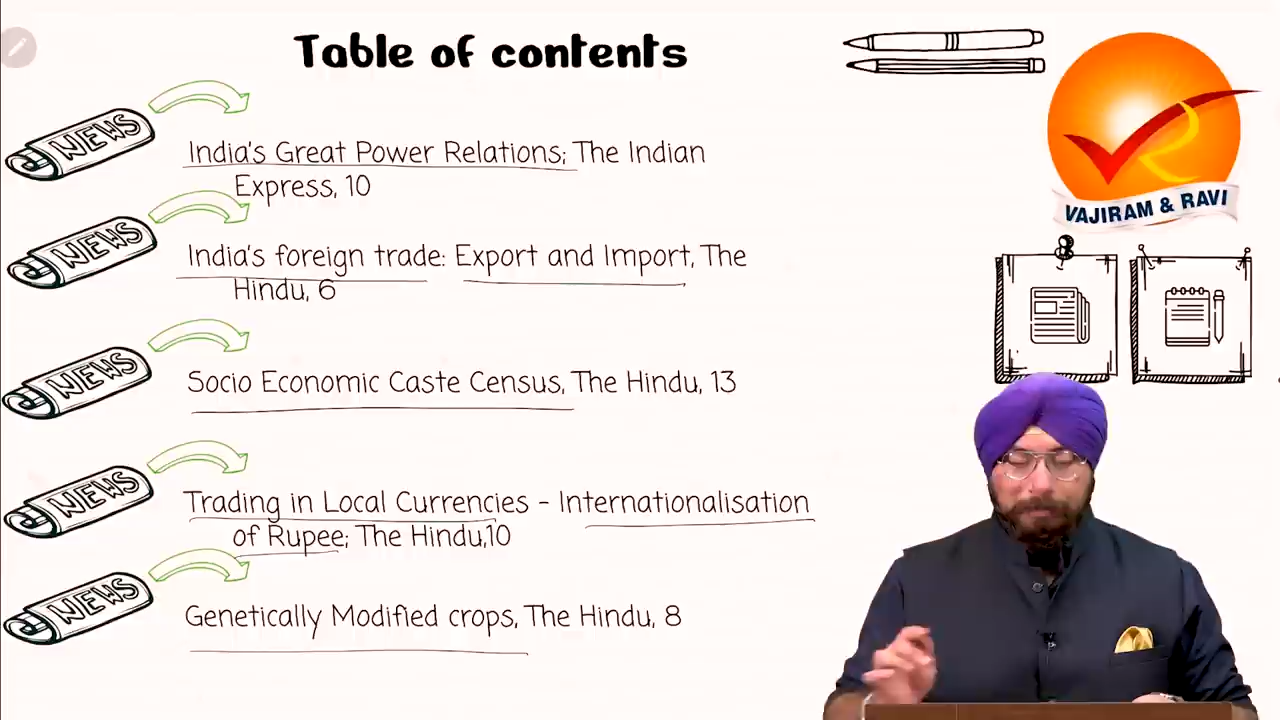 Table of contents
NEWS
India's Great Power Relations; The Indian
Express, 10
NEWS
India's foreign trade: Export and Import, The
Hindu, 6
NEWS
Socio Economic Caste Census, The Hindu, 13
NEWS
Trading in Local Currencies - Internationalisation
of Rupee; The Hindu,10
NEWS
Genetically Modified crops, The Hindu, 8
VAJIRAM & RAVI